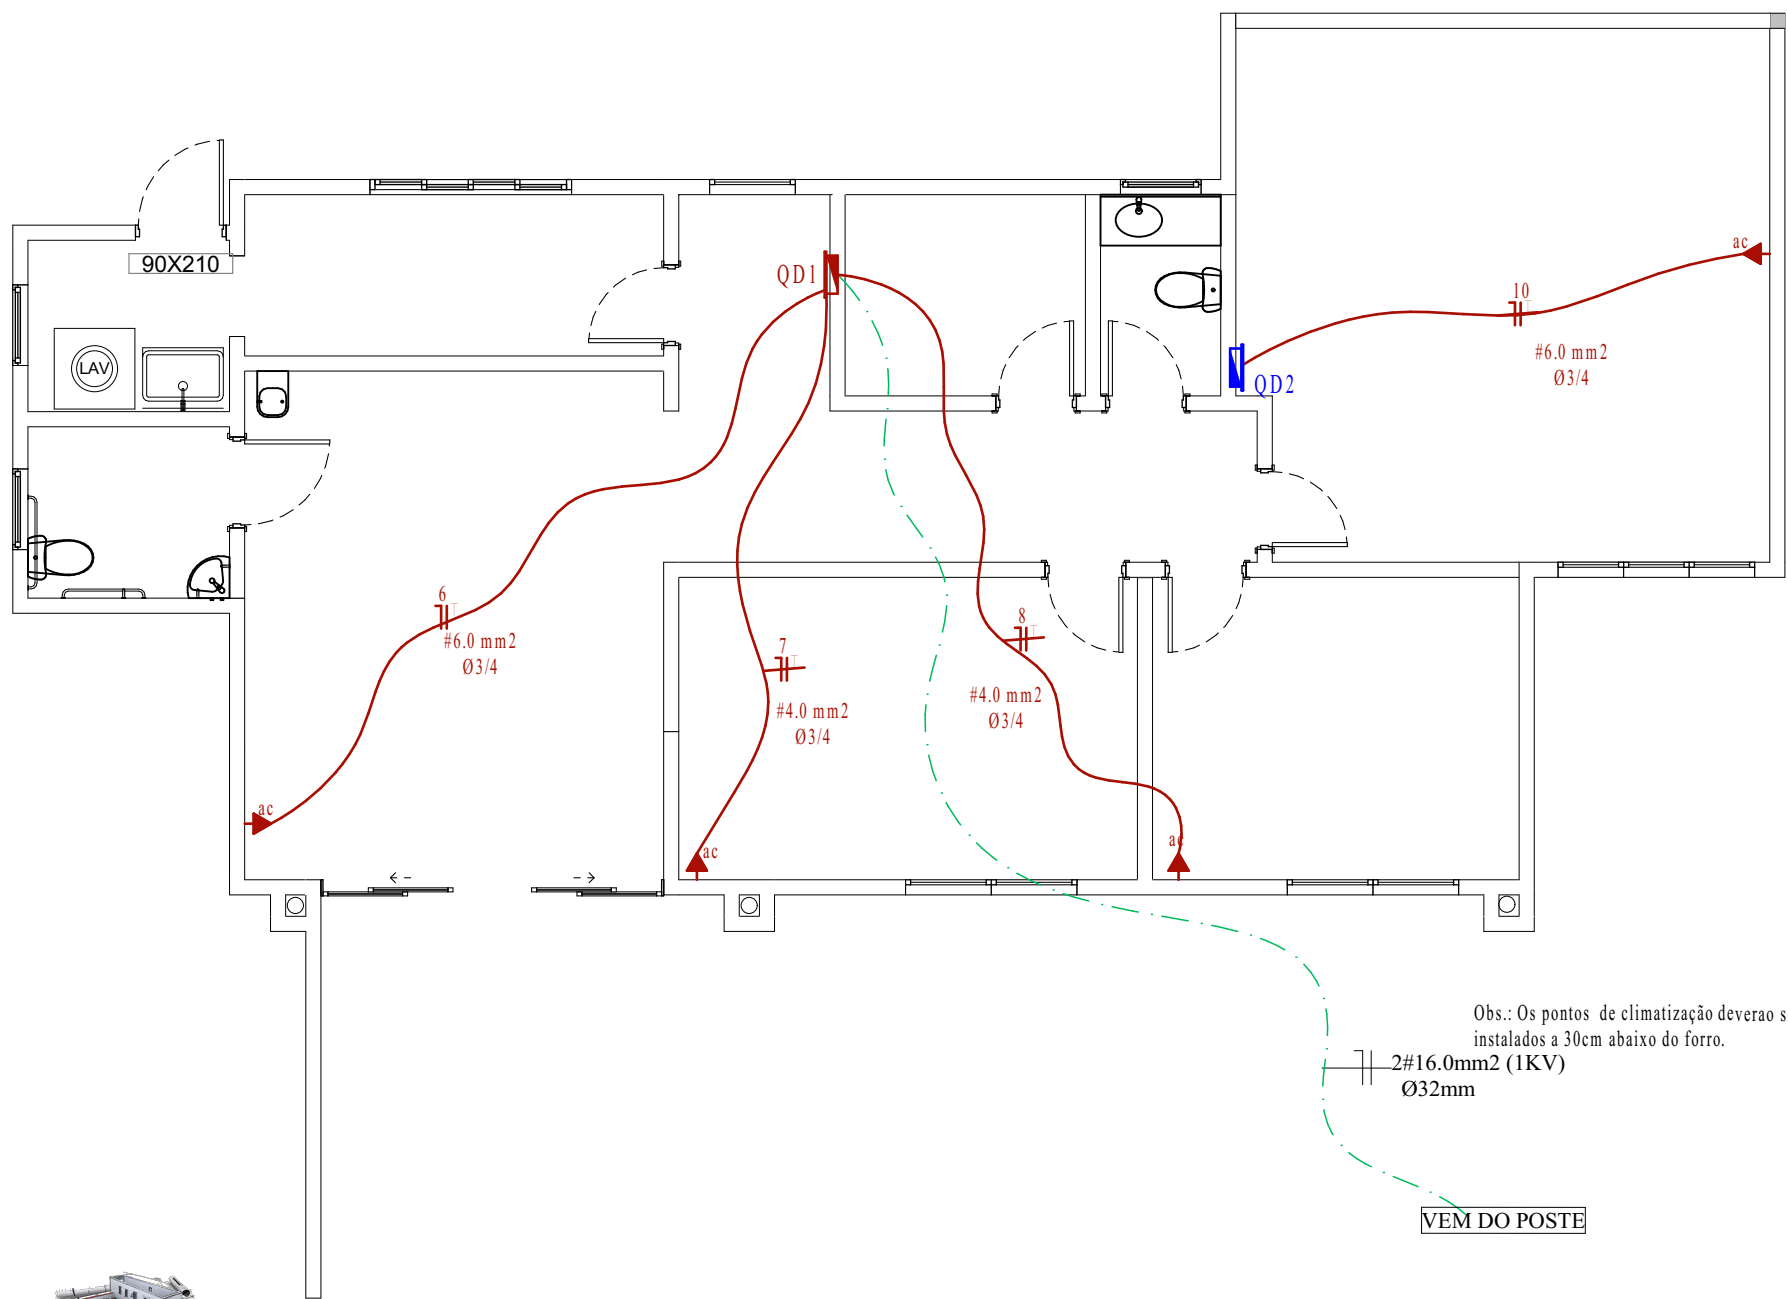 90X210
QD1
ac
10
#6.0 mm2
Ø3/4
QD2
LAV
6
#6.0 mm2
Ø3/4
7
#4.0 mm2
Ø3/4
8
#4.0 mm2
Ø3/4
ac
ac
ac
Obs.: Os pontos de climatização deverao s
instalados a 30cm abaixo do forro.
2#16.0mm2 (1KV)
Ø32mm
VEM DO POSTE